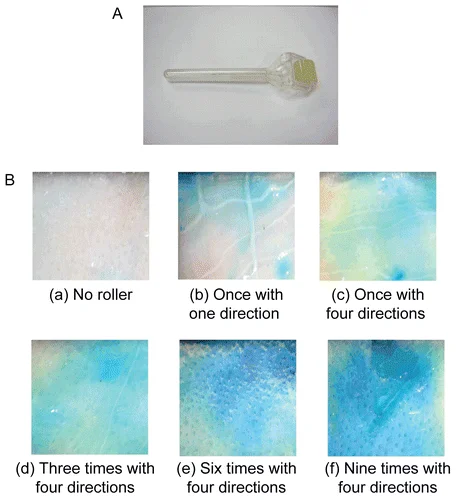 A
B
(a) No roller
(b) Once with
one direction
(c) Once with
four directions
(d) Three times with
four directions
(e) Six times with
four directions
(f) Nine times with
four directions